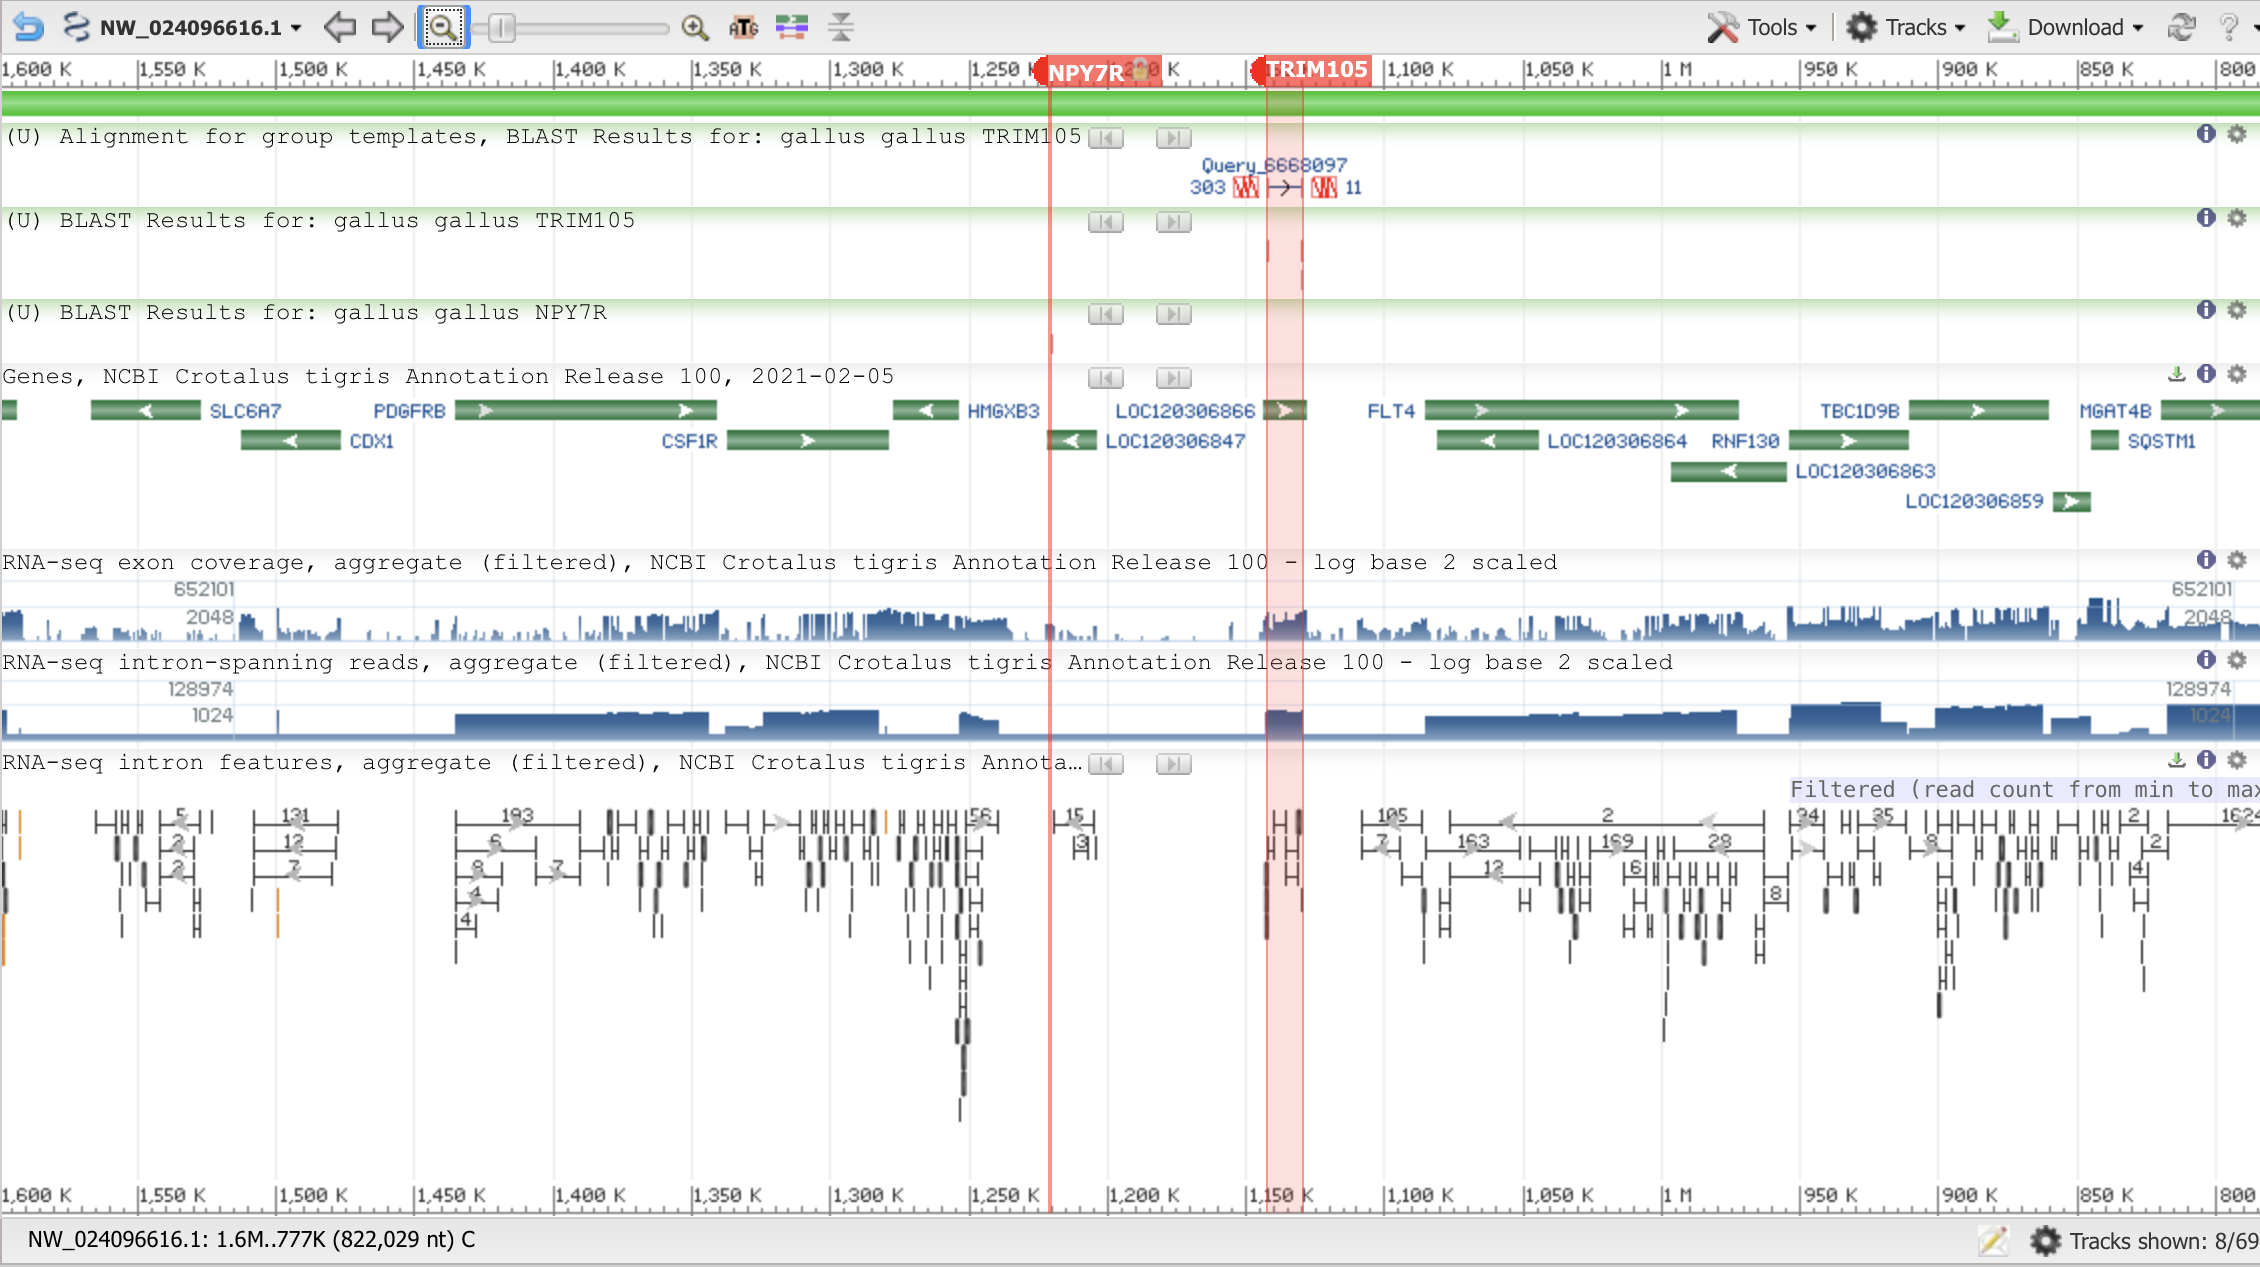 NW_024096616.1 Tools Tracks Download
1,600 K 1,550 K 1,500 K 1,450 K 1,400 K 1,350 K 1,300 K 1,250 NPY7R K TRIM105 1,100 K 1,050 K 1 M 950 K 900 K 850 K 800
(U) Alignment for group templates, BLAST Results for: gallus gallus TRIM105
Query_6668097
303 11
(U) BLAST Results for: gallus gallus TRIM105
(U) BLAST Results for: gallus gallus NPY7R
Genes, NCBI Crotalus tigris Annotation Release 100, 2021-02-05
SLC6A7 PDGFRB HMGXB3 LOC120306866 FLT4 TBC1D9B MGAT4B
CDX1 CSF1R LOC120306847 LOC120306864 RNF130 SQSTM1
LOC120306863
LOC120306859
RNA-seq exon coverage, aggregate (filtered), NCBI Crotalus tigris Annotation Release 100 - log base 2 scaled
652101 652101
2048 2048
RNA-seq intron-spanning reads, aggregate (filtered), NCBI Crotalus tigris Annotation Release 100 - log base 2 scaled
128974 128974
1024 1024
RNA-seq intron features, aggregate (filtered), NCBI Crotalus tigris Annota...
Filtered (read count from min to max
5 131 193 56 15 105 2 94 35 2 1624
2 12 6 3 7 163 169 28 8 2
2 7 8 7 12 6 4
4 8
4
1,600 K 1,550 K 1,500 K 1,450 K 1,400 K 1,350 K 1,300 K 1,250 K 1,200 K 1,150 K 1,100 K 1,050 K 1 M 950 K 900 K 850 K 800
NW_024096616.1: 1.6M..777K (822,029 nt) C Tracks shown: 8/69